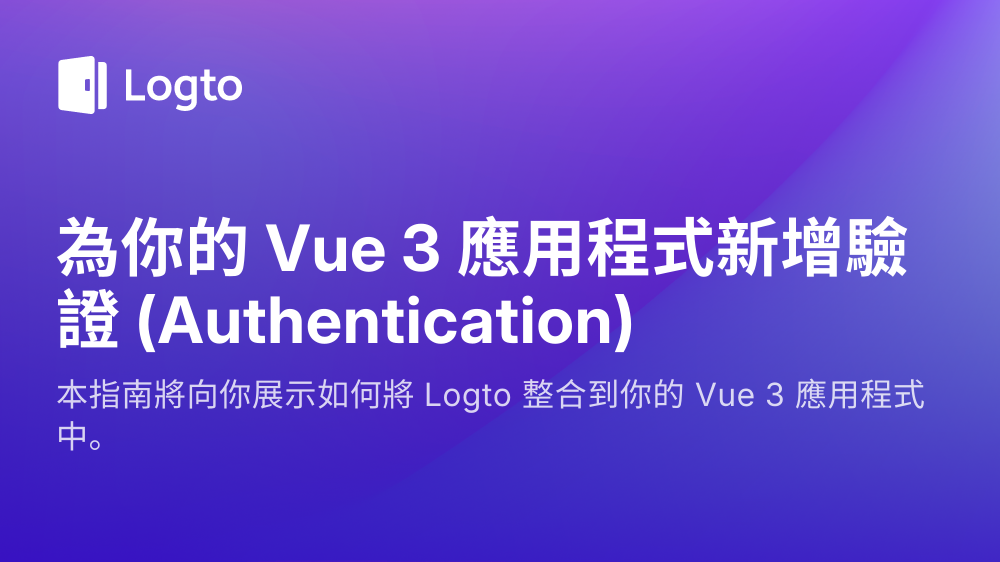 Logto
為你的 Vue 3 應用程式新增驗
證 (Authentication)
本指南將向你展示如何將 Logto 整合到你的 Vue 3 應用程式
中。